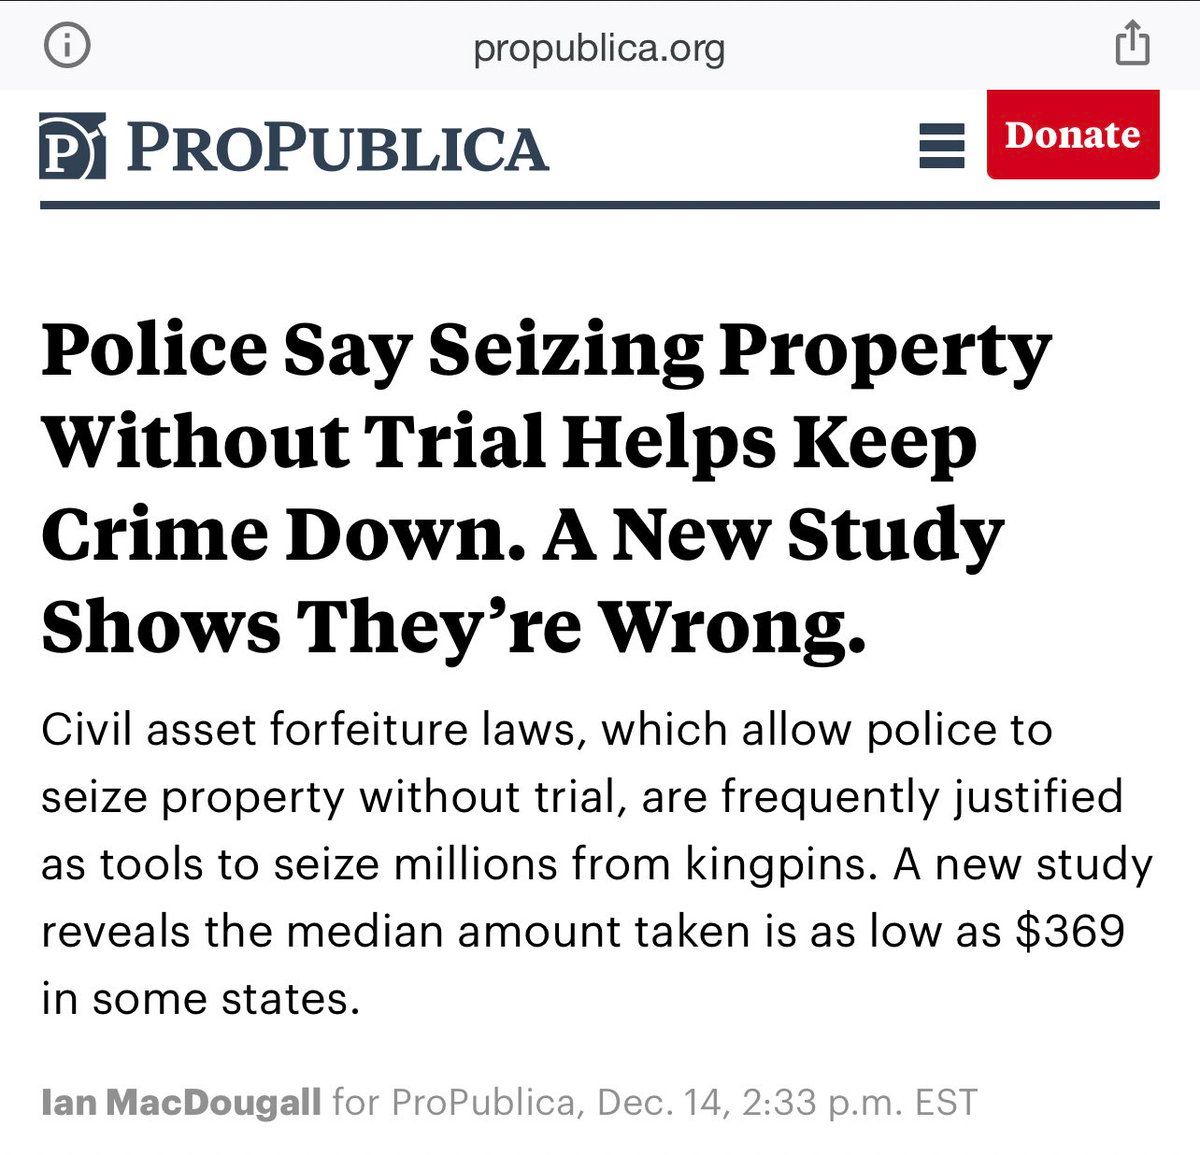 propublica.org
PROPUBLICA
Donate
Police Say Seizing Property
Without Trial Helps Keep
Crime Down. A New Study
Shows They’re Wrong.
Civil asset forfeiture laws, which allow police to
seize property without trial, are frequently justified
as tools to seize millions from kingpins. A new study
reveals the median amount taken is as low as $369
in some states.
Ian MacDougall for ProPublica, Dec. 14, 2:33 p.m. EST